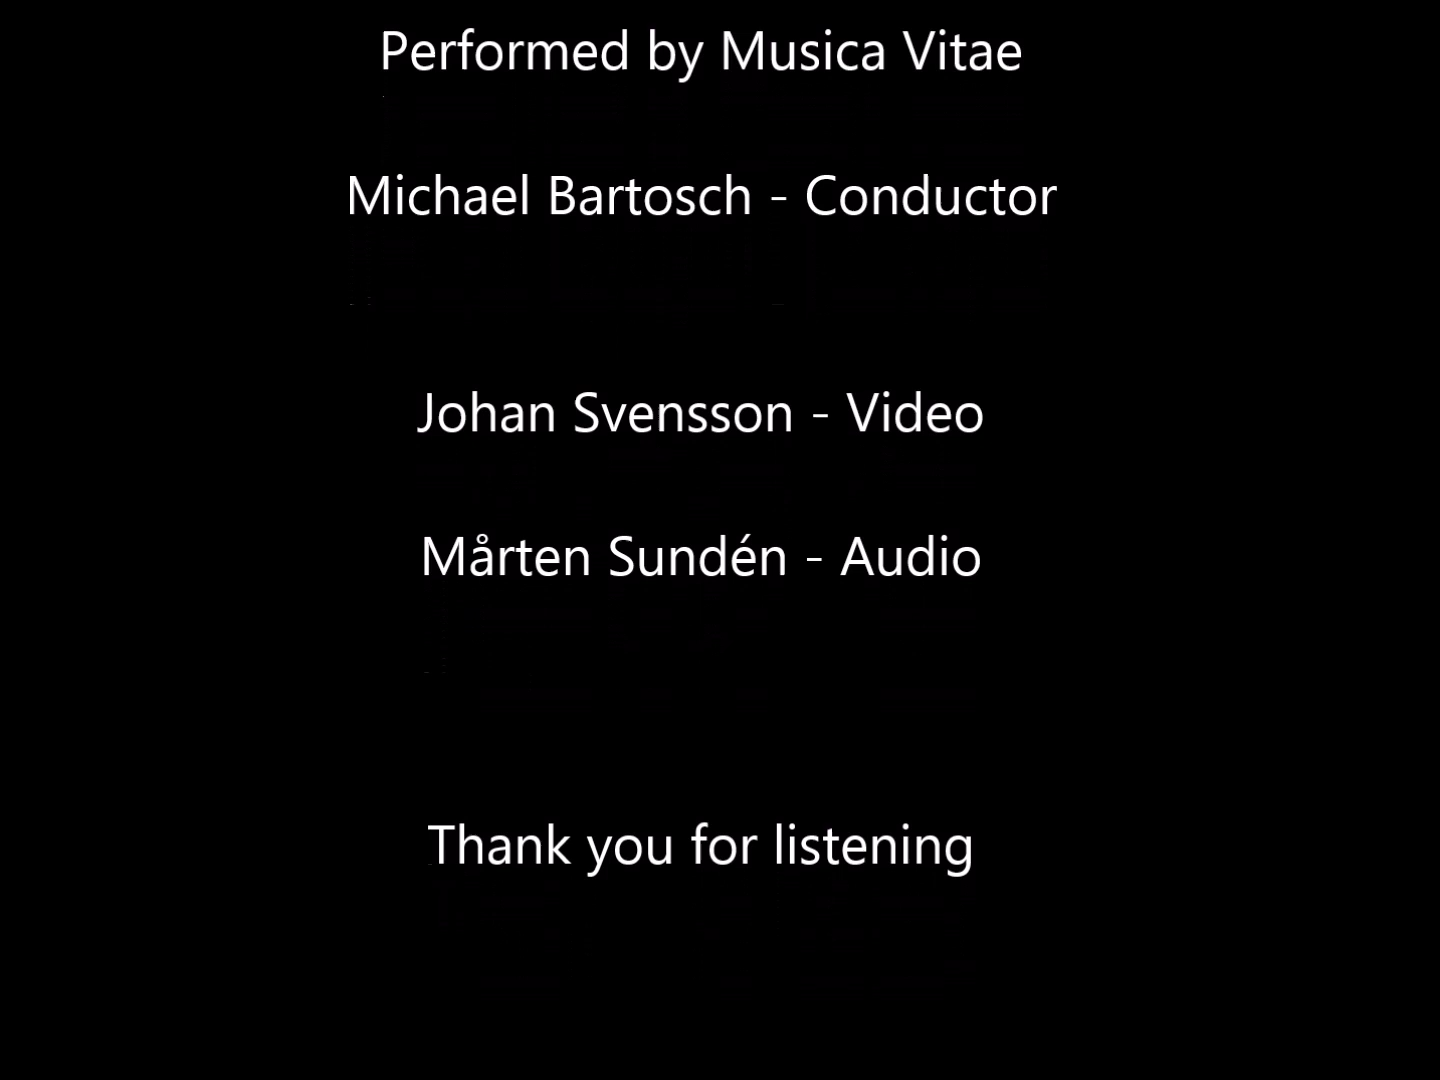 Performed by Musica Vitae
Michael Bartosch - Conductor
Johan Svensson - Video
Mårten Sundén - Audio
Thank you for listening